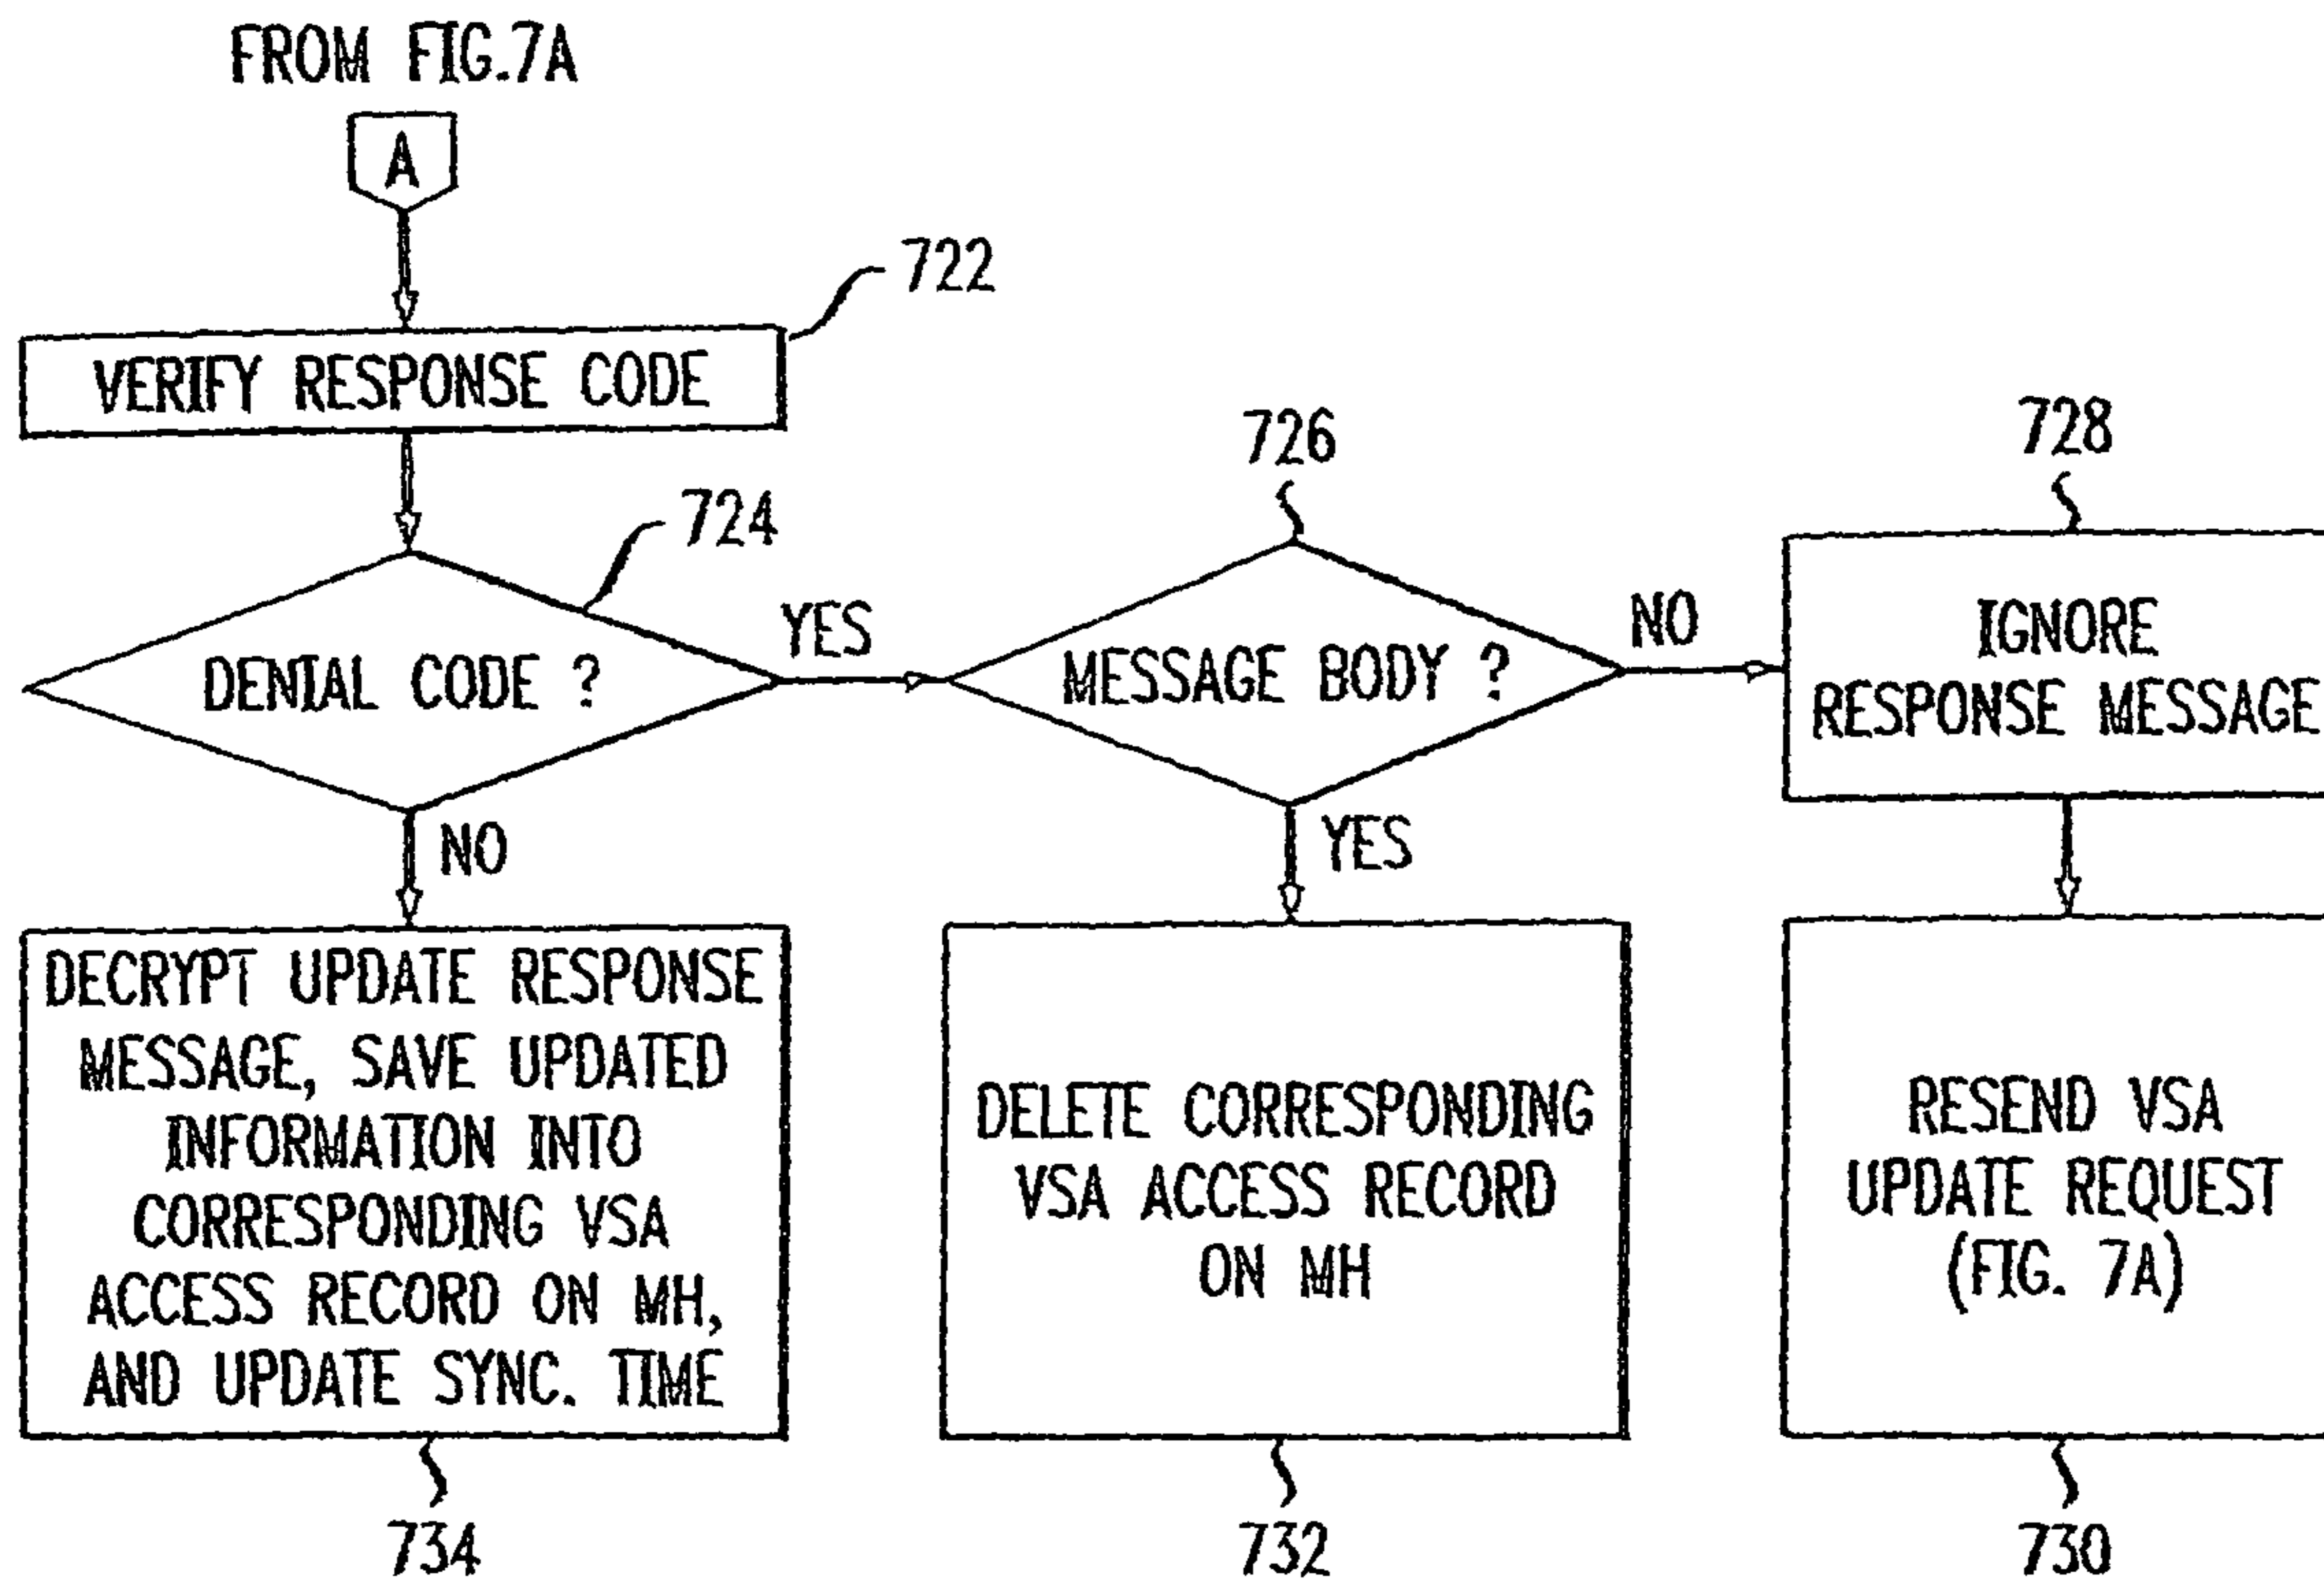 FROM FIG.7A
A
722
VERIFY RESPONSE CODE
724
DENIAL CODE ?
YES
NO
726
MESSAGE BODY ?
NO
YES
728
IGNORE
RESPONSE MESSAGE
DECRYPT UPDATE RESPONSE
MESSAGE, SAVE UPDATED
INFORMATION INTO
CORRESPONDING VSA
ACCESS RECORD ON MH,
AND UPDATE SYNC. TIME
734
DELETE CORRESPONDING
VSA ACCESS RECORD
ON MH
732
RESEND VSA
UPDATE REQUEST
(FIG. 7A)
730